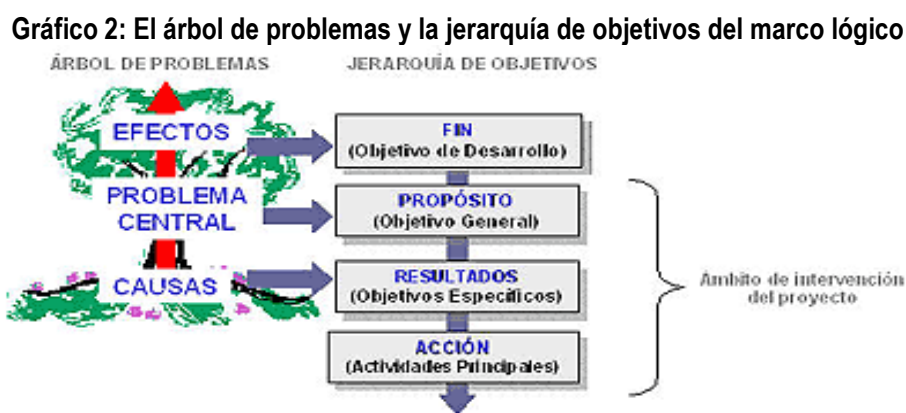 Gráfico 2: El árbol de problemas y la jerarquía de objetivos del marco lógico
ÁRBOL DE PROBLEMAS
JERARQUÍA DE OBJETIVOS
EFECTOS
FIN
(Objetivo de Desarrollo)
PROBLEMA
CENTRAL
PROPÓSITO
(Objetivo General)
CAUSAS
RESULTADOS
(Objetivos Específicos)
ACCIÓN
(Actividades Principales)
Ámbito de intervención
del proyecto